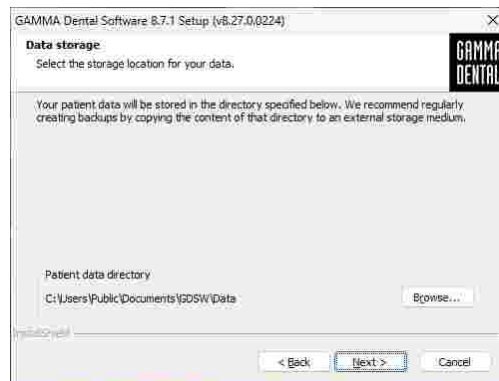 GAMMA Dental Software 8.7.1 Setup (v8.27.0.0224)
Data storage
Select the storage location for your data.
GAMMA
DENTAL
Your patient data will be stored in the directory specified below. We recommend regularly
creating backups by copying the content of that directory to an external storage medium.
Patient data directory
C:\Users\Public\Documents\GDSW\Data
Browse...
InstallShield
< Back
Next >
Cancel